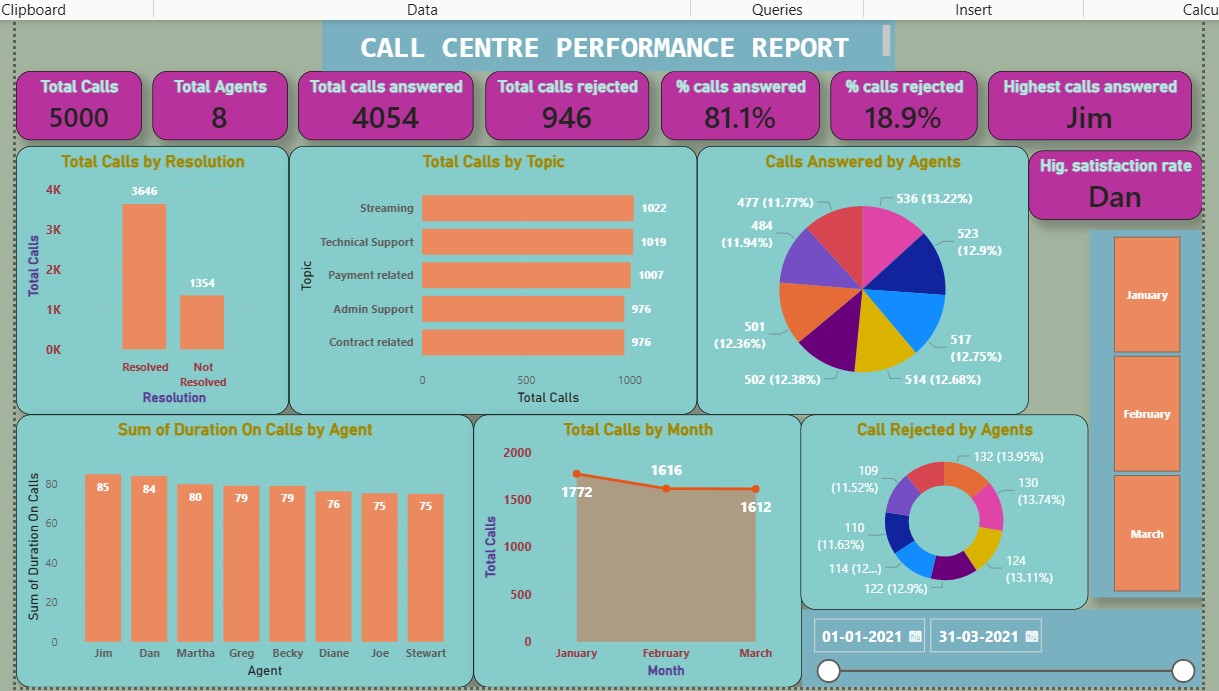 Clipboard
Data
Queries
Insert
Calcu
CALL CENTRE PERFORMANCE REPORT
Total Calls
5000
Total Agents
8
Total calls answered
4054
Total calls rejected
946
% calls answered
81.1%
% calls rejected
18.9%
Highest calls answered
Jim
Hig. satisfaction rate
Dan
Total Calls by Resolution
Total Calls
4K
3K
2K
1K
0K
3646
1354
Resolved
Not
Resolved
Resolution
Total Calls by Topic
Topic
Streaming
1022
Technical Support
1019
Payment related
1007
Admin Support
976
Contract related
976
0
500
1000
Total Calls
Calls Answered by Agents
536 (13.22%)
523
(12.9%)
517
(12.75%)
514 (12.68%)
502 (12.38%)
501
(12.36%)
484
(11.94%)
477 (11.77%)
January
February
March
Sum of Duration On Calls by Agent
Sum of Duration On Calls
80
60
40
20
0
85
84
80
79
79
76
75
75
Jim
Dan
Martha
Greg
Becky
Diane
Joe
Stewart
Agent
Total Calls by Month
Total Calls
2000
1500
1000
500
0
1772
1616
1612
January
February
March
Month
Call Rejected by Agents
132 (13.95%)
130
(13.74%)
124
(13.11%)
122 (12.9%)
114 (12...)
110
(11.63%)
109
(11.52%)
01-01-2021
31-03-2021